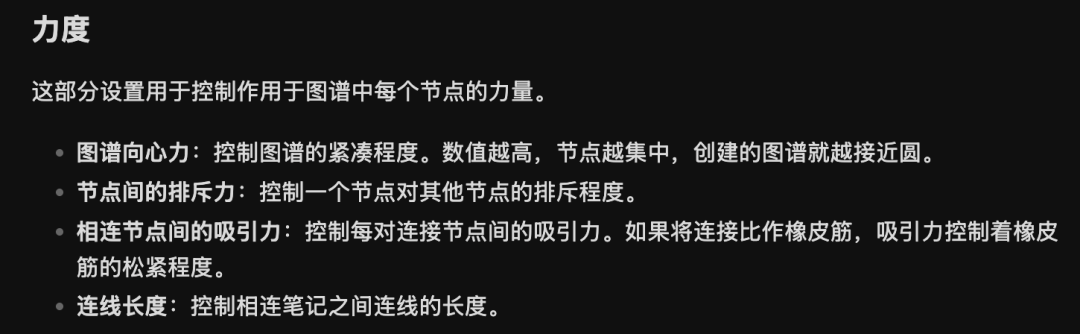 力度
这部分设置用于控制作用于图谱中每个节点的力量。
图谱向心力：控制图谱的紧凑程度。数值越高，节点越集中，创建的图谱就越接近圆。
节点间的排斥力：控制一个节点对其他节点的排斥程度。
相连节点间的吸引力：控制每对连接节点间的吸引力。如果将连接比作橡皮筋，吸引力控制着橡皮
筋的松紧程度。
连线长度：控制相连笔记之间连线的长度。